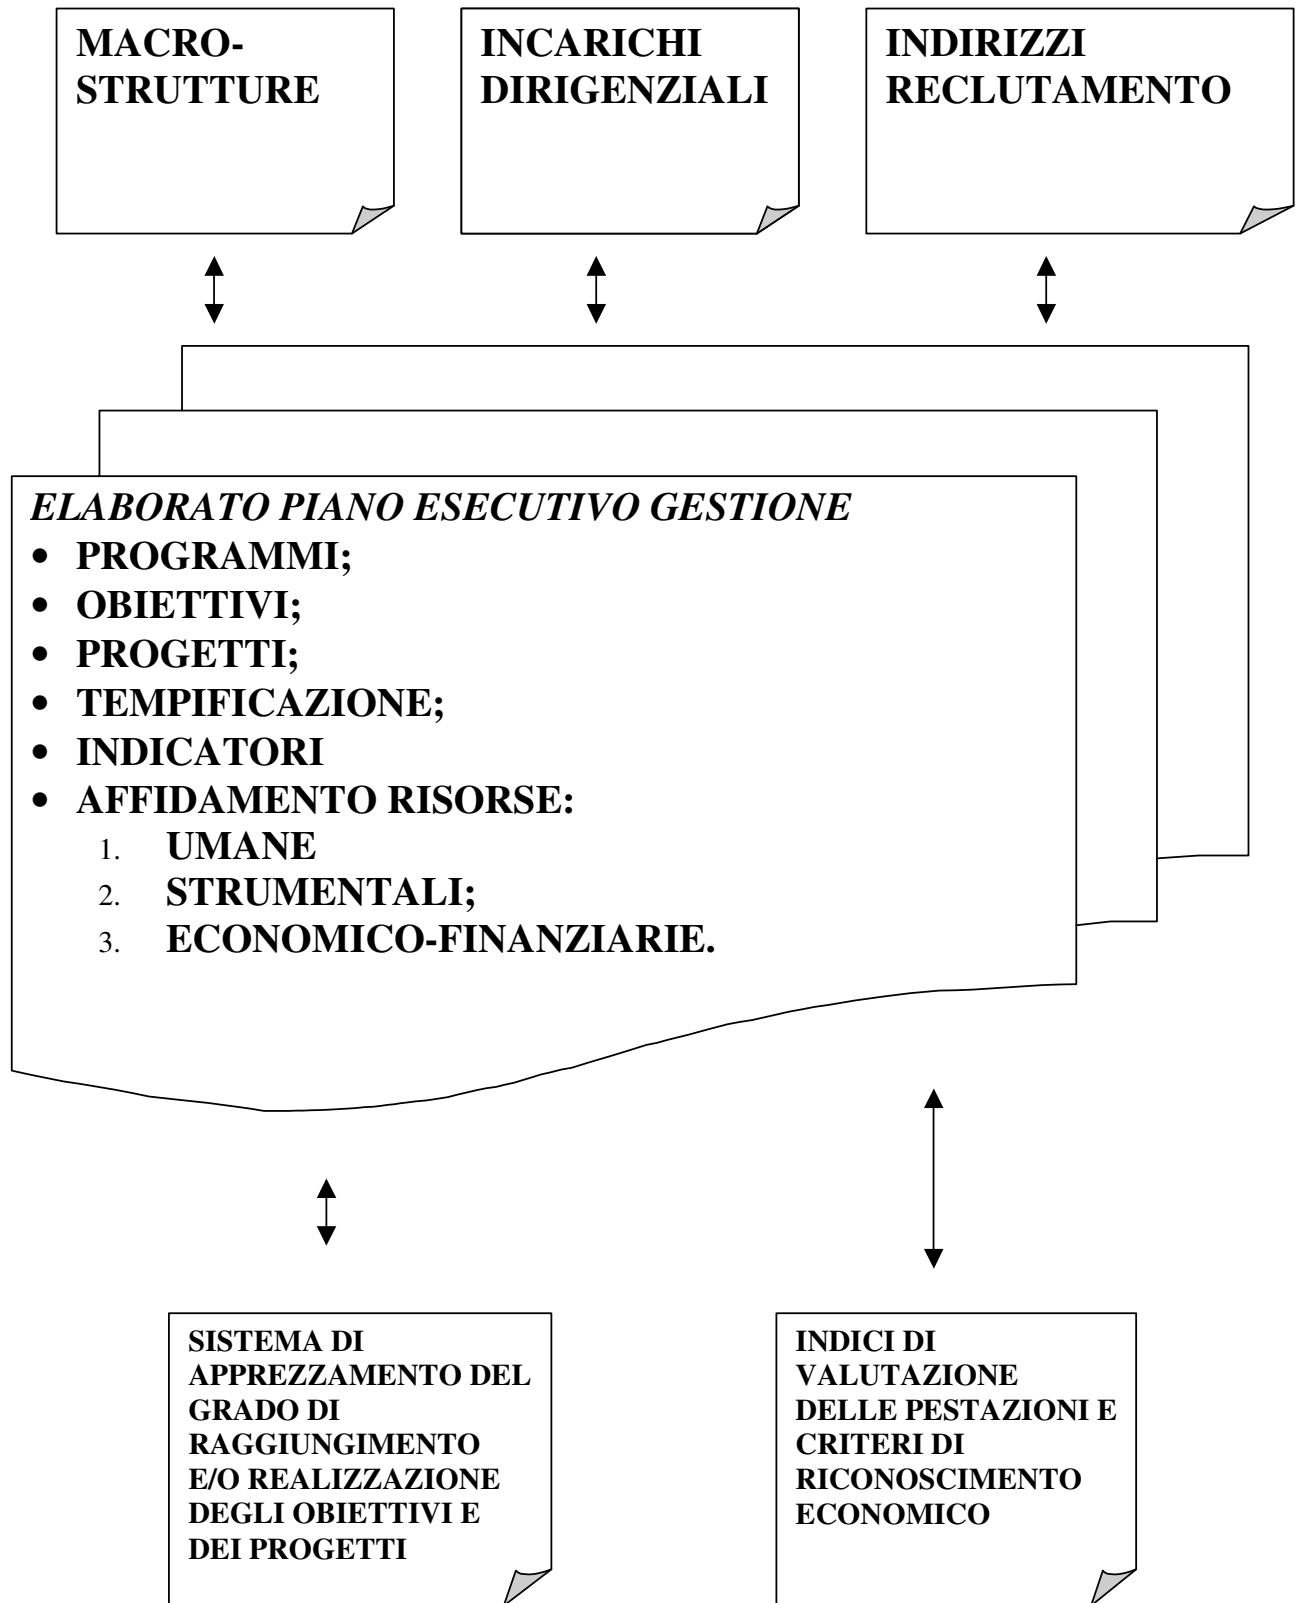 MACRO-
STRUTTURE
INCARICHI
DIRIGENZIALI
INDIRIZZI
RECLUTAMENTO
ELABORATO PIANO ESECUTIVO GESTIONE
• PROGRAMMI;
• OBIETTIVI;
• PROGETTI;
• TEMPIFICAZIONE;
• INDICATORI
• AFFIDAMENTO RISORSE:
1. UMANE
2. STRUMENTALI;
3. ECONOMICO-FINANZIARIE.
SISTEMA DI
APPREZZAMENTO DEL
GRADO DI
RAGGIUNGIMENTO
E/O REALIZZAZIONE
DEGLI OBIETTIVI E
DEI PROGETTI
INDICI DI
VALUTAZIONE
DELLE PESTAZIONI E
CRITERI DI
RICONOSCIMENTO
ECONOMICO